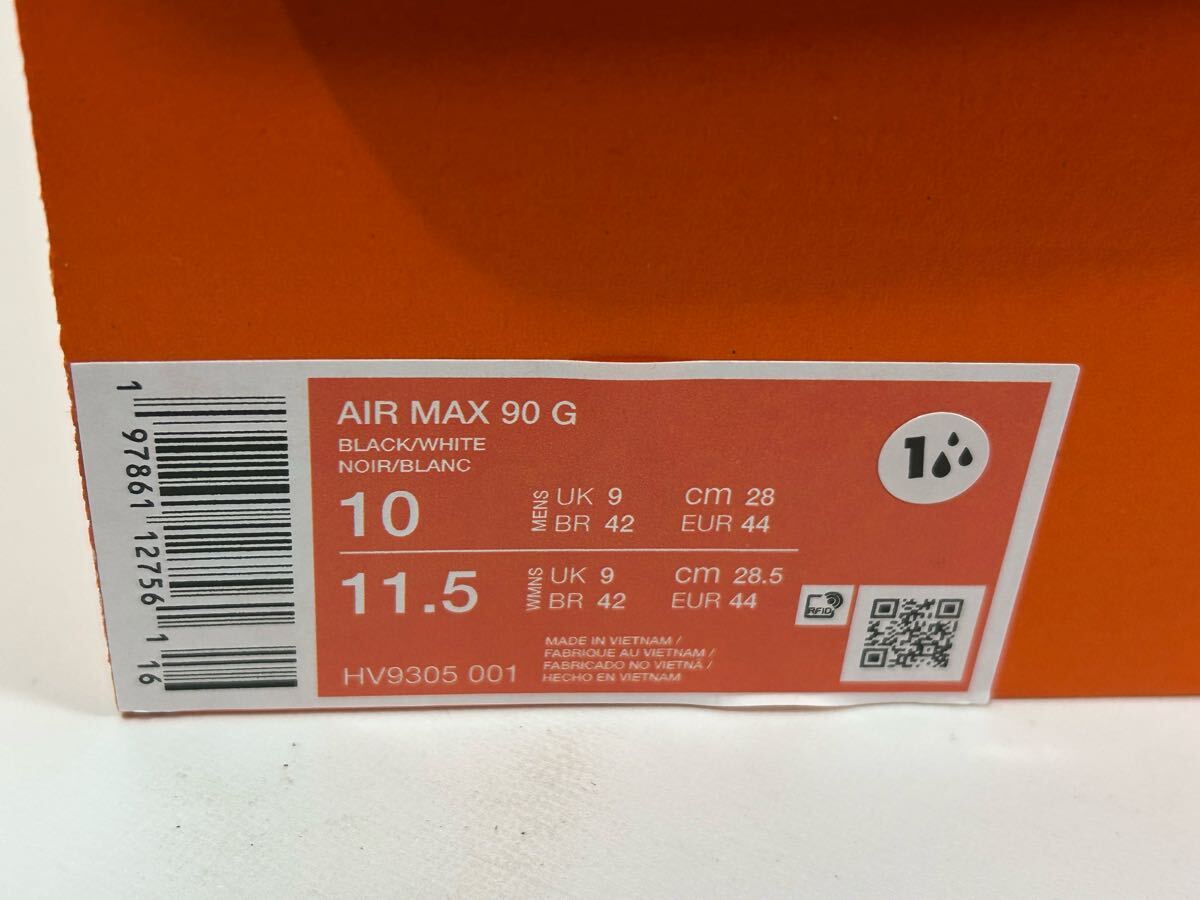 1 97861 12756 1 16
AIR MAX 90 G
BLACK/WHITE
NOIR/BLANC
10 MENS UK 9 cm 28
BR 42 EUR 44
11.5 WMNS UK 9 cm 28.5
BR 42 EUR 44
HV9305 001
MADE IN VIETNAM /
FABRIQUE AU VIETNAM /
FABRICADO NO VIETNÃ /
HECHO EN VIETNAM
RFID
1